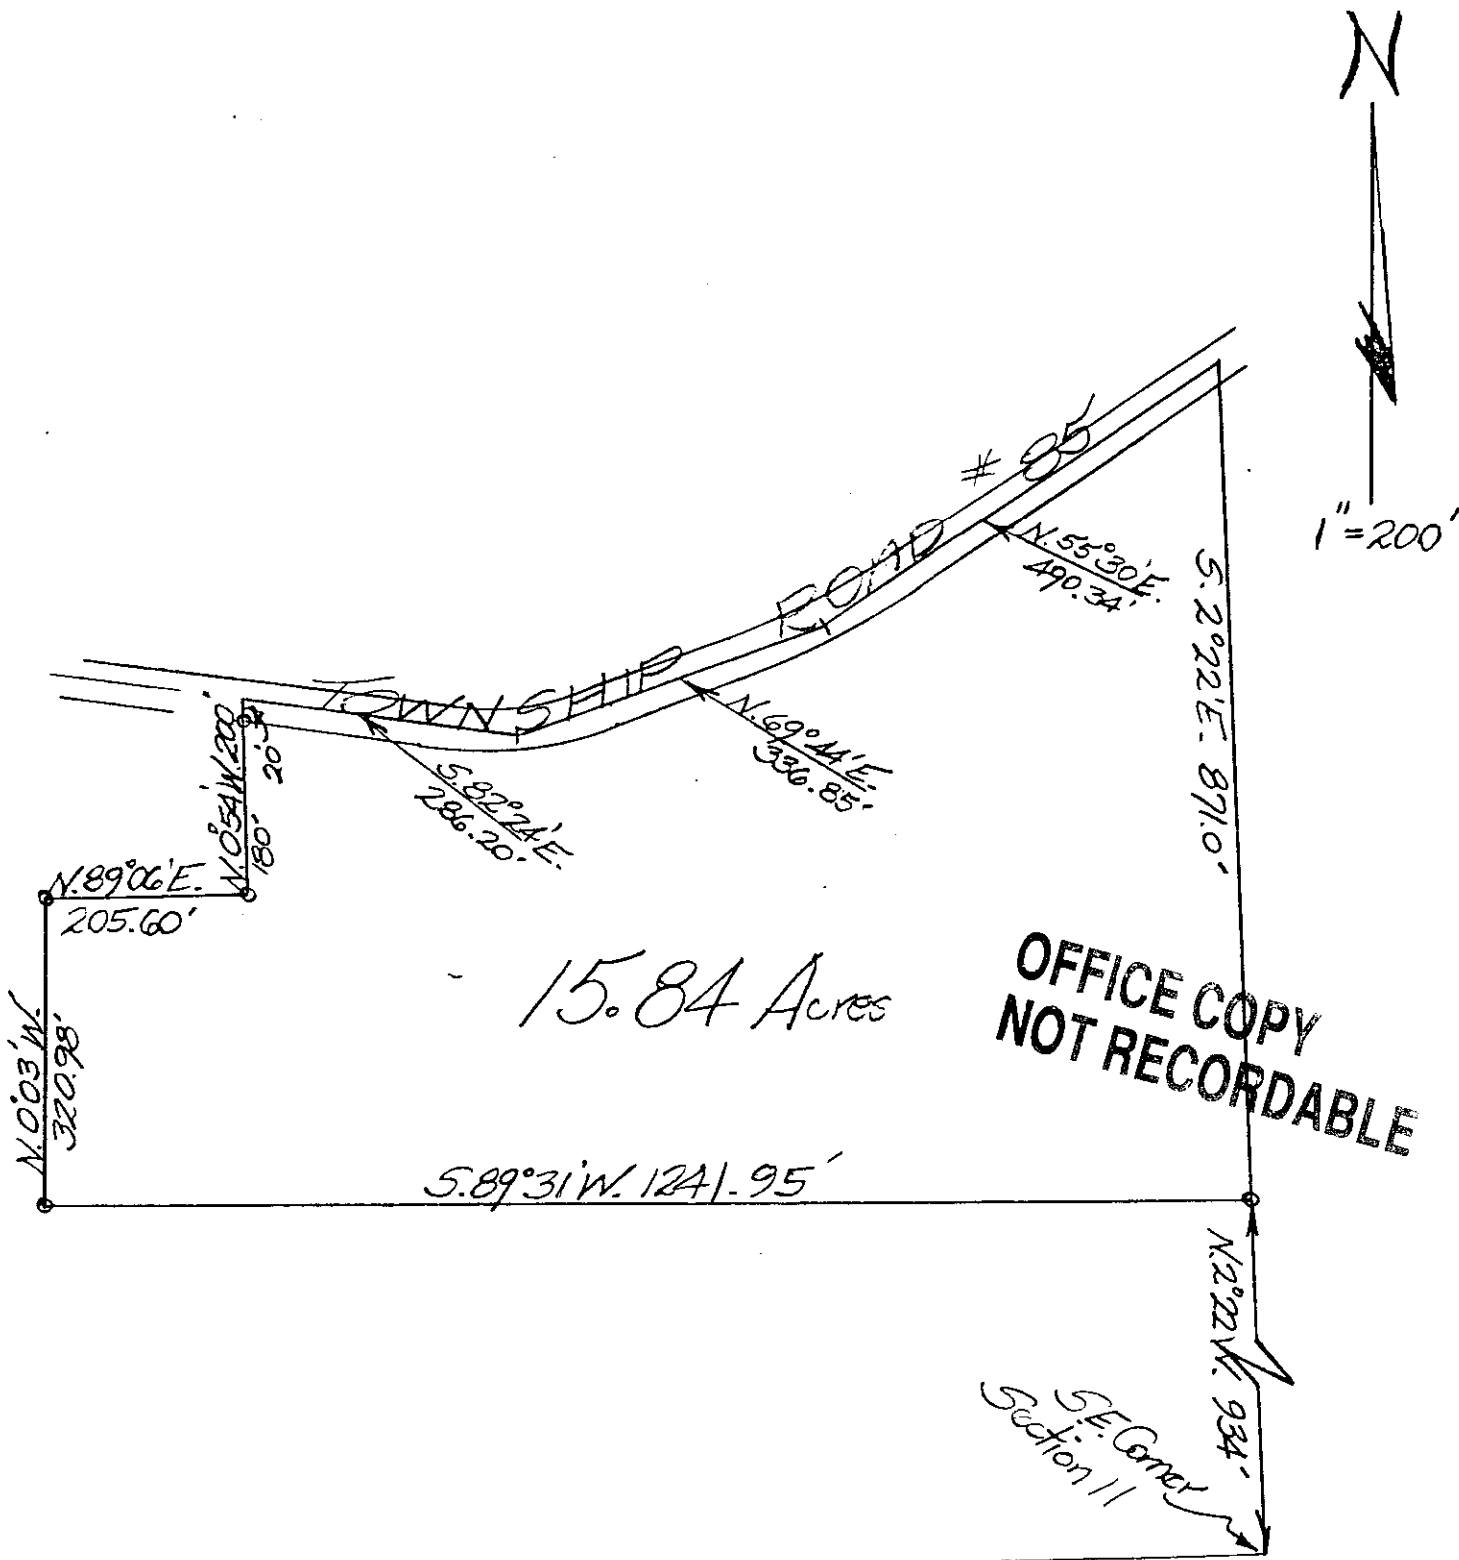 N
1"=200'
TOWNSHIP ROAD # 85
N.55°30'E.
490.34'
S.2°22'E. 871.0'
N.69°44'E.
336.85'
S.82°24'E.
286.20'
N.0°54'W. 200'
20.34'
180'
N.89°06'E.
205.60'
15.84 Acres
OFFICE COPY
NOT RECORDABLE
N.0°03'W.
320.98'
S.89°31'W. 1241.95'
N.2°22'W. 934'
S.E. Corner
Section 11